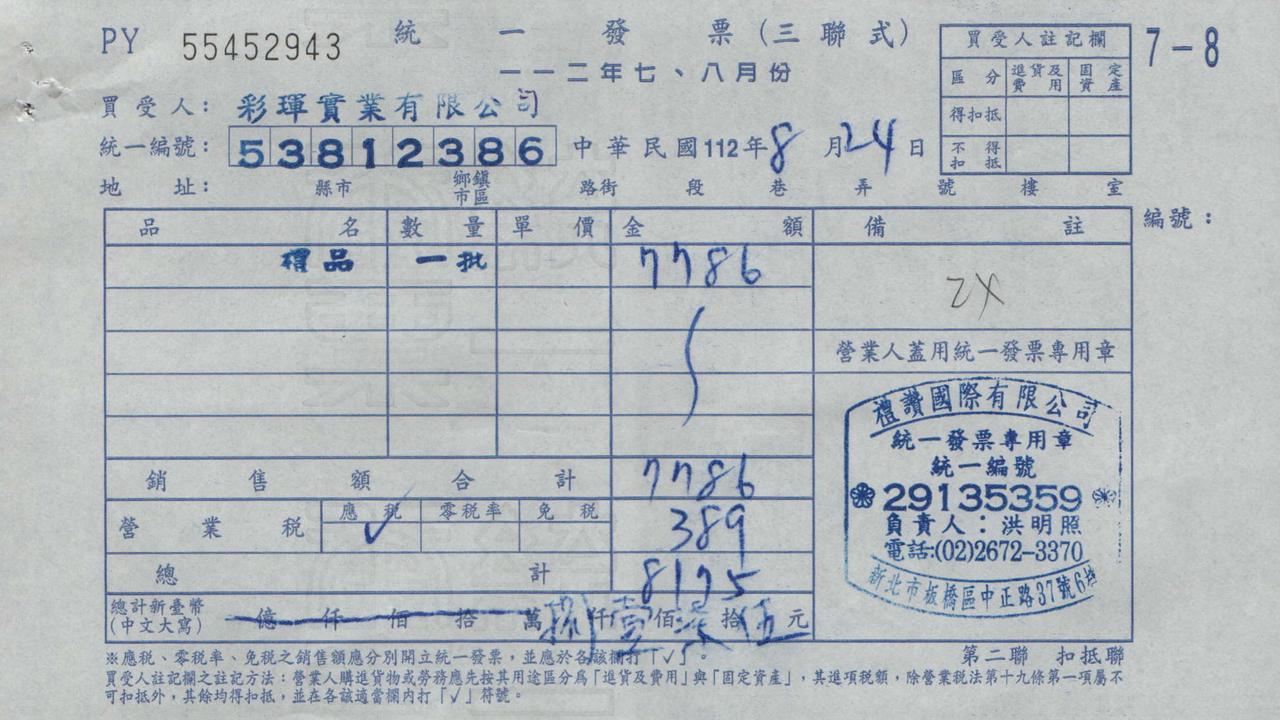 PY 55452943 統一發票(三聯式)
一一二年七、八月份
7-8
買受人註記欄
區分 進貨及費用 固定資產
得扣抵
不得扣抵
買受人: 彩琿實業有限公司
統一編號: 53812386 中華民國112年8月24日
地址: 縣市 鄉鎮市區 路街 段 巷 弄 號 樓 室
品名 數量 單價 金額 備註 編號:
禮品 一批 7786
ZX
營業人蓋用統一發票專用章
禮讚國際有限公司
統一發票專用章
統一編號
29135359
負責人:洪明照
電話:(02)2672-3370
新北市板橋區中正路37號6樓
銷售額合計 7786
營業稅 應稅 ✓ 零稅率 免稅 389
總計 8175
總計新臺幣(中文大寫) 億 仟 佰 拾 萬 捌仟壹佰柒拾伍元
※應稅、零稅率、免稅之銷售額應分別開立統一發票,並應於各該欄打「✓」。
第二聯 扣抵聯
買受人註記欄之註記方法:營業人購進貨物或勞務應先按其用途區分爲「進貨及費用」與「固定資產」,其進項稅額,除營業稅法第十九條第一項屬不
可扣抵外,其餘均得扣抵,並在各該適當欄內打「✓」符號。